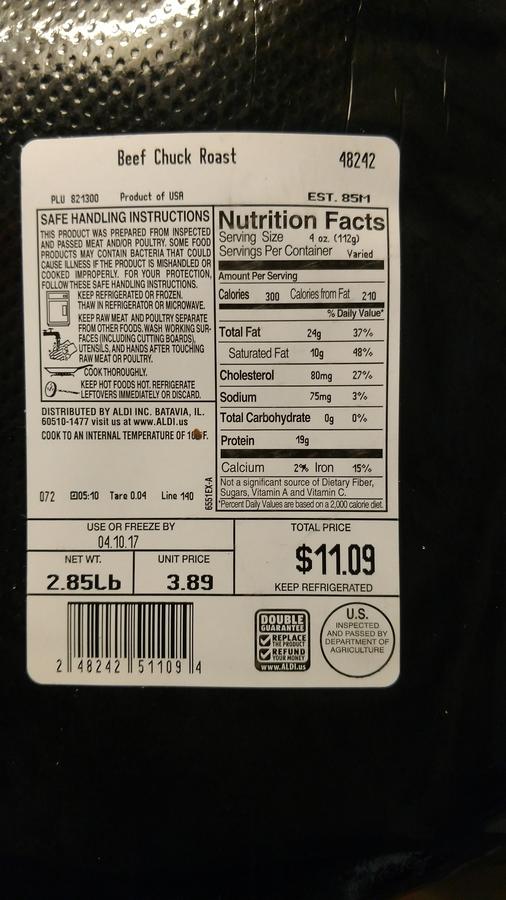 Beef Chuck Roast 48242
PLU 821300 Product of USA EST. 85M
SAFE HANDLING INSTRUCTIONS
THIS PRODUCT WAS PREPARED FROM INSPECTED
AND PASSED MEAT AND/OR POULTRY. SOME FOOD
PRODUCTS MAY CONTAIN BACTERIA THAT COULD
CAUSE ILLNESS IF THE PRODUCT IS MISHANDLED OR
COOKED IMPROPERLY. FOR YOUR PROTECTION,
FOLLOW THESE SAFE HANDLING INSTRUCTIONS.
KEEP REFRIGERATED OR FROZEN.
THAW IN REFRIGERATOR OR MICROWAVE.
KEEP RAW MEAT AND POULTRY SEPARATE
FROM OTHER FOODS. WASH WORKING SUR-
FACES (INCLUDING CUTTING BOARDS),
UTENSILS, AND HANDS AFTER TOUCHING
RAW MEAT OR POULTRY.
COOK THOROUGHLY.
KEEP HOT FOODS HOT. REFRIGERATE
LEFTOVERS IMMEDIATELY OR DISCARD.
DISTRIBUTED BY ALDI INC. BATAVIA, IL.
60510-1477 visit us at www.ALDI.us
COOK TO AN INTERNAL TEMPERATURE OF F.
072 05:10 Tare 0.04 Line 140
6551EX-A
Nutrition Facts
Serving Size 4 oz. (112g)
Servings Per Container Varied
Amount Per Serving
Calories 300 Calories from Fat 210
% Daily Value*
Total Fat 24g 37%
Saturated Fat 10g 48%
Cholesterol 80mg 27%
Sodium 75mg 3%
Total Carbohydrate 0g 0%
Protein 19g
Calcium 2% Iron 15%
Not a significant source of Dietary Fiber,
Sugars, Vitamin A and Vitamin C.
*Percent Daily Values are based on a 2,000 calorie diet.
USE OR FREEZE BY
04.10.17
NET WT. UNIT PRICE
2.85Lb 3.89
TOTAL PRICE
$11.09
KEEP REFRIGERATED
2 48242 51109 4
DOUBLE
GUARANTEE
REPLACE
THE PRODUCT
REFUND
YOUR MONEY
www.ALDI.us
U.S.
INSPECTED
AND PASSED BY
DEPARTMENT OF
AGRICULTURE